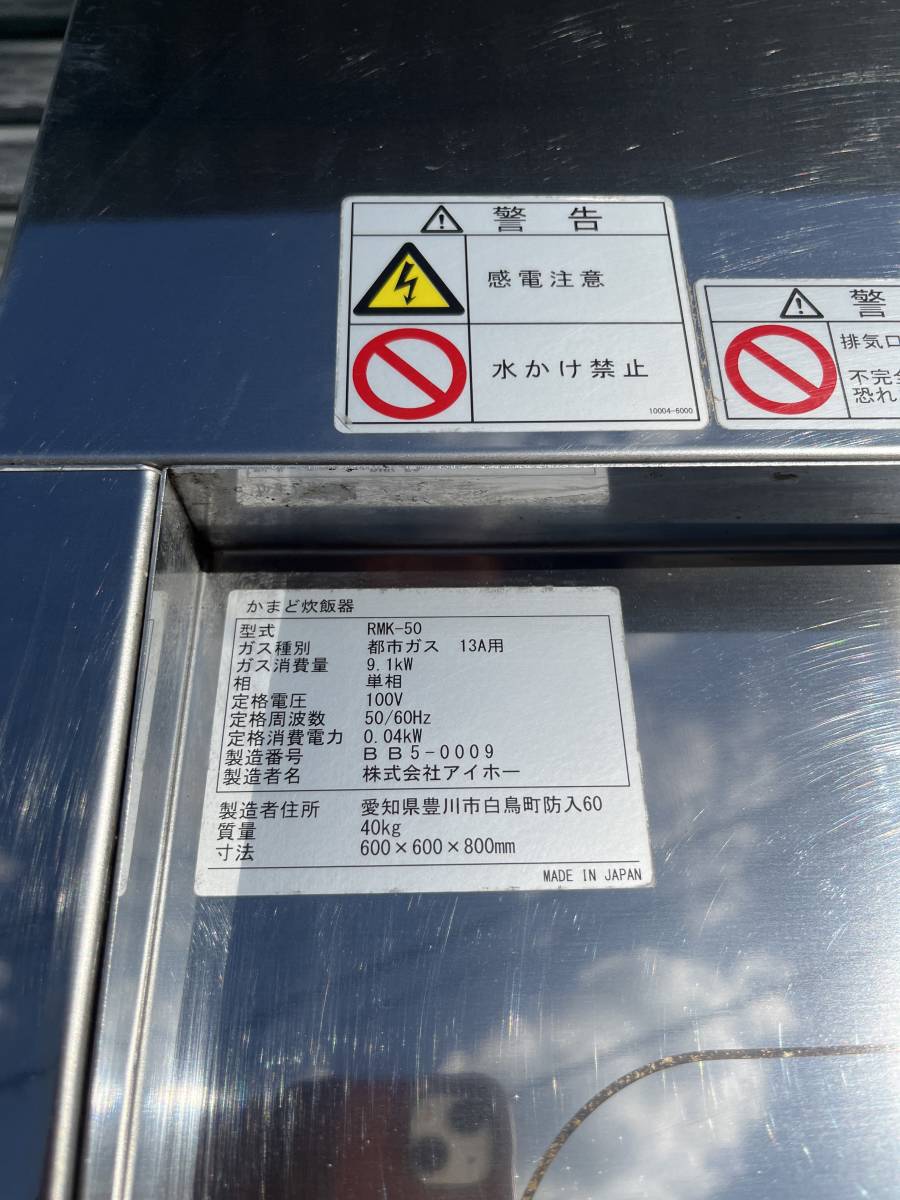 警 告
感電注意
水かけ禁止
10004-6000
警
排気口
不完全
恐れ
かまど炊飯器
型式 RMK-50
ガス種別 都市ガス 13A用
ガス消費量 9.1kW
相 単相
定格電圧 100V
定格周波数 50/60Hz
定格消費電力 0.04kW
製造番号 BB5-0009
製造者名 株式会社アイホー
製造者住所 愛知県豊川市白鳥町防入60
質量 40kg
寸法 600×600×800mm
MADE IN JAPAN